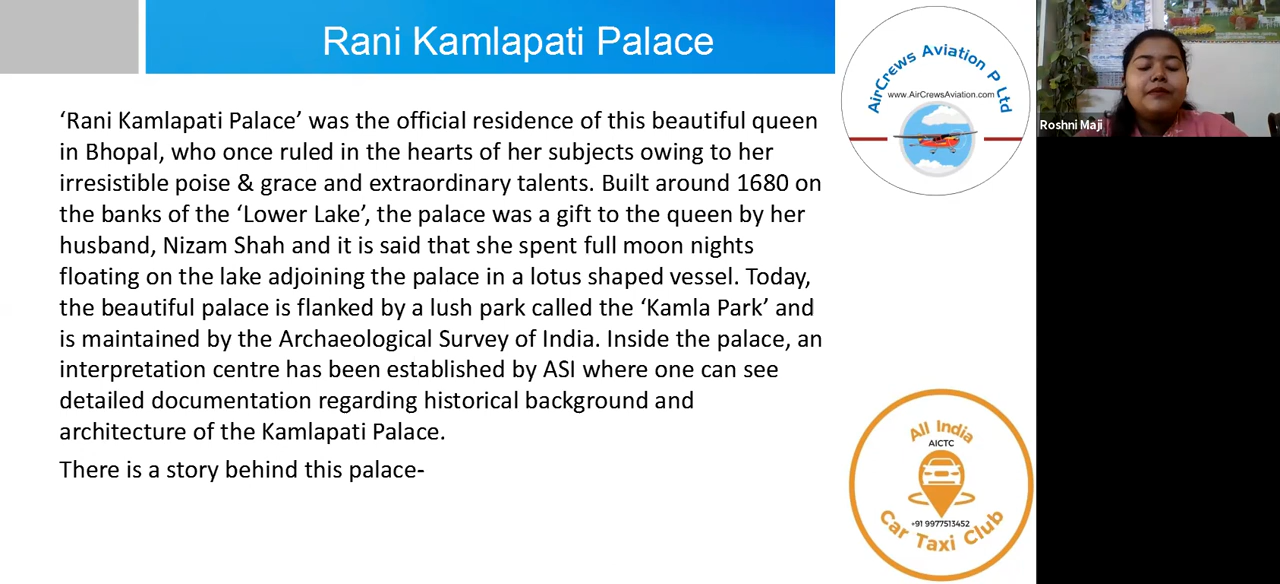 Rani Kamlapati Palace
‘Rani Kamlapati Palace’ was the official residence of this beautiful queen
in Bhopal, who once ruled in the hearts of her subjects owing to her
irresistible poise & grace and extraordinary talents. Built around 1680 on
the banks of the ‘Lower Lake’, the palace was a gift to the queen by her
husband, Nizam Shah and it is said that she spent full moon nights
floating on the lake adjoining the palace in a lotus shaped vessel. Today,
the beautiful palace is flanked by a lush park called the ‘Kamla Park’ and
is maintained by the Archaeological Survey of India. Inside the palace, an
interpretation centre has been established by ASI where one can see
detailed documentation regarding historical background and
architecture of the Kamlapati Palace.
There is a story behind this palace-
AirCrews Aviation P Ltd
www.AirCrewsAviation.com
Roshni Maji
All India
AICTC
+91 9977513452
Car Taxi Club